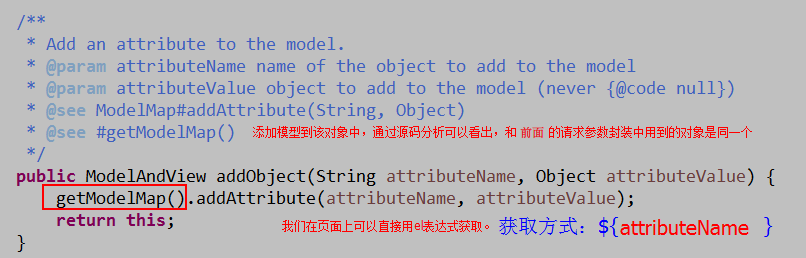 /**
* Add an attribute to the model.
* @param attributeName name of the object to add to the model
* @param attributeValue object to add to the model (never {@code null})
* @see ModelMap#addAttribute(String, Object)
* @see #getModelMap() 添加模型到该对象中，通过源码分析可以看出，和 前面 的请求参数封装中用到的对象是同一个
*/
public ModelAndView addObject(String attributeName, Object attributeValue) {
getModelMap().addAttribute(attributeName, attributeValue);
return this; 我们在页面上可以直接用el表达式获取。 获取方式：${attributeName }
}